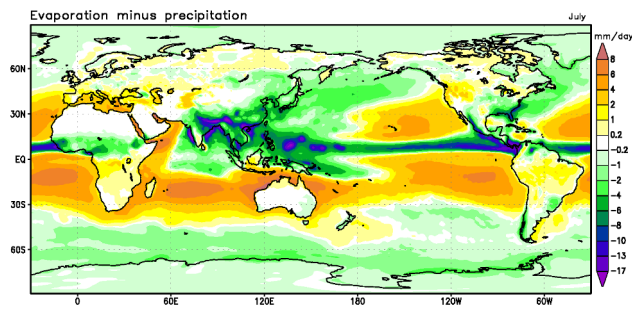 Evaporation minus precipitation
July
mm/day
8
6
4
2
1
0.2
-0.2
-1
-2
-4
-6
-8
-10
-13
-17
60N
30N
EQ
30S
60S
0
60E
120E
180
120W
60W